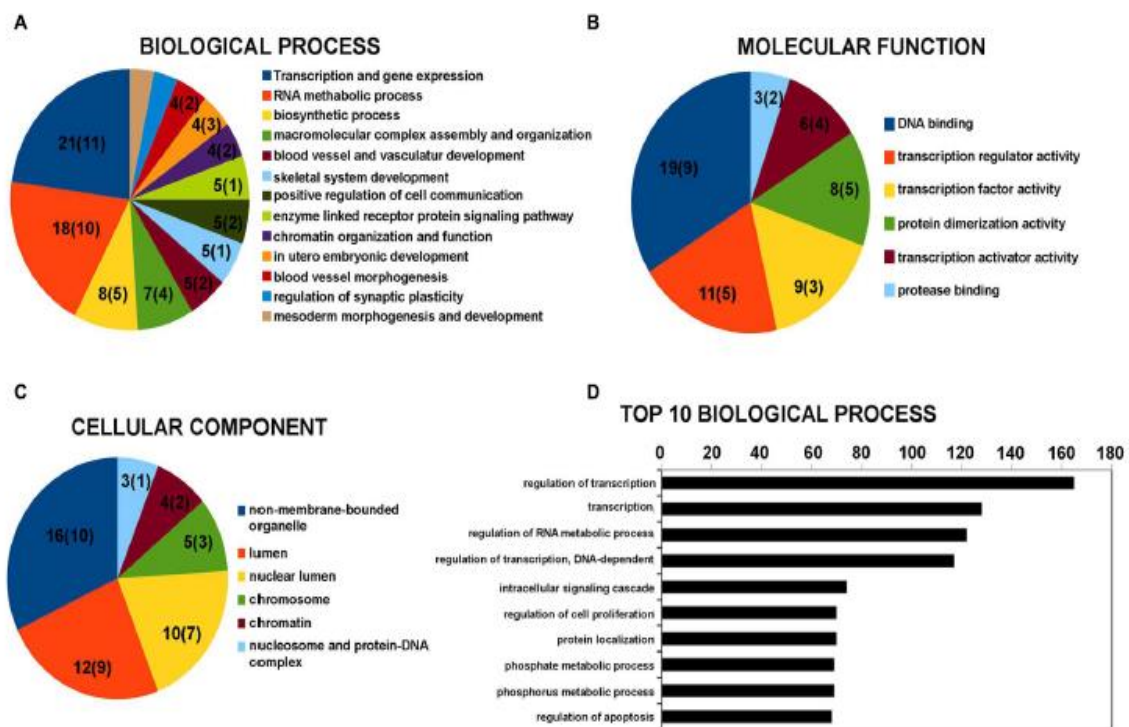 A
BIOLOGICAL PROCESS
21(11)
18(10)
8(5)
7(4)
5(2)
5(1)
5(2)
5(1)
4(2)
4(3)
4(2)
Transcription and gene expression
RNA methabolic process
biosynthetic process
macromolecular complex assembly and organization
blood vessel and vasculatur development
skeletal system development
positive regulation of cell communication
enzyme linked receptor protein signaling pathway
chromatin organization and function
in utero embryonic development
blood vessel morphogenesis
regulation of synaptic plasticity
mesoderm morphogenesis and development
B
MOLECULAR FUNCTION
3(2)
6(4)
19(9)
8(5)
11(5)
9(3)
DNA binding
transcription regulator activity
transcription factor activity
protein dimerization activity
transcription activator activity
protease binding
C
CELLULAR COMPONENT
3(1)
4(2)
16(10)
5(3)
10(7)
12(9)
non-membrane-bounded
organelle
lumen
nuclear lumen
chromosome
chromatin
nucleosome and protein-DNA
complex
D
TOP 10 BIOLOGICAL PROCESS
0 20 40 60 80 100 120 140 160 180
regulation of transcription
transcription
regulation of RNA metabolic process
regulation of transcription, DNA-dependent
intracellular signaling cascade
regulation of cell proliferation
protein localization
phosphate metabolic process
phosphorus metabolic process
regulation of apoptosis